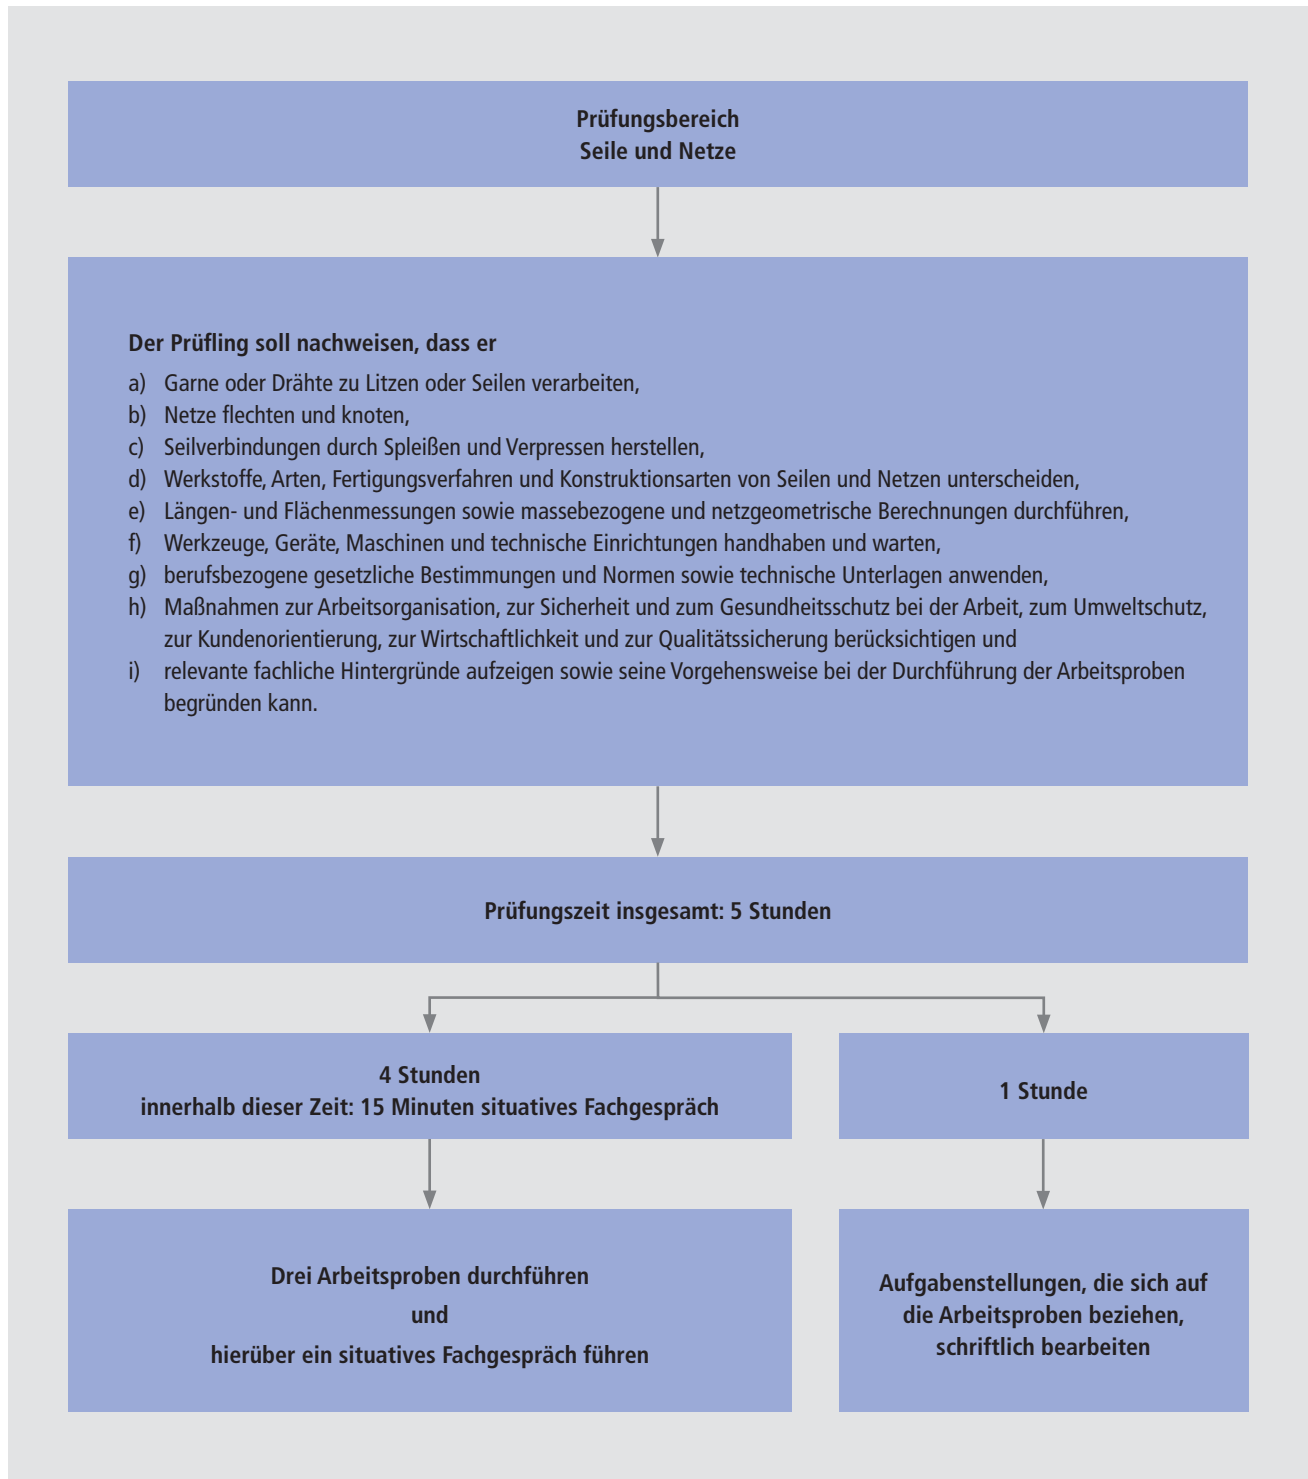 Prüfungsbereich
Seile und Netze
Der Prüfling soll nachweisen, dass er
a) Garne oder Drähte zu Litzen oder Seilen verarbeiten,
b) Netze flechten und knoten,
c) Seilverbindungen durch Spleißen und Verpressen herstellen,
d) Werkstoffe, Arten, Fertigungsverfahren und Konstruktionsarten von Seilen und Netzen unterscheiden,
e) Längen- und Flächenmessungen sowie massebezogene und netzgeometrische Berechnungen durchführen,
f) Werkzeuge, Geräte, Maschinen und technische Einrichtungen handhaben und warten,
g) berufsbezogene gesetzliche Bestimmungen und Normen sowie technische Unterlagen anwenden,
h) Maßnahmen zur Arbeitsorganisation, zur Sicherheit und zum Gesundheitsschutz bei der Arbeit, zum Umweltschutz,
zur Kundenorientierung, zur Wirtschaftlichkeit und zur Qualitätssicherung berücksichtigen und
i) relevante fachliche Hintergründe aufzeigen sowie seine Vorgehensweise bei der Durchführung der Arbeitsproben
begründen kann.
Prüfungszeit insgesamt: 5 Stunden
4 Stunden
innerhalb dieser Zeit: 15 Minuten situatives Fachgespräch
1 Stunde
Drei Arbeitsproben durchführen
und
hierüber ein situatives Fachgespräch führen
Aufgabenstellungen, die sich auf
die Arbeitsproben beziehen,
schriftlich bearbeiten